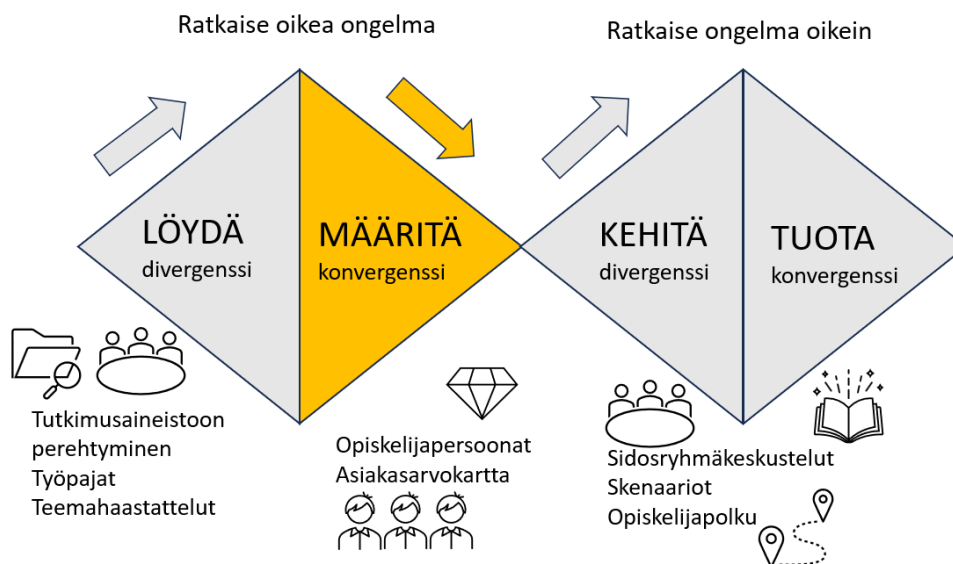 Ratkaise oikea ongelma
Ratkaise ongelma oikein
LÖYDÄ
divergenssi
MÄÄRITÄ
konvergenssi
KEHITÄ
divergenssi
TUOTA
konvergenssi
Tutkimusaineistoon
perehtyminen
Työpajat
Teemahaastattelut
Opiskelijapersoonat
Asiakasarvokartta
Sidosryhmäkeskustelut
Skenaariot
Opiskelijapolku